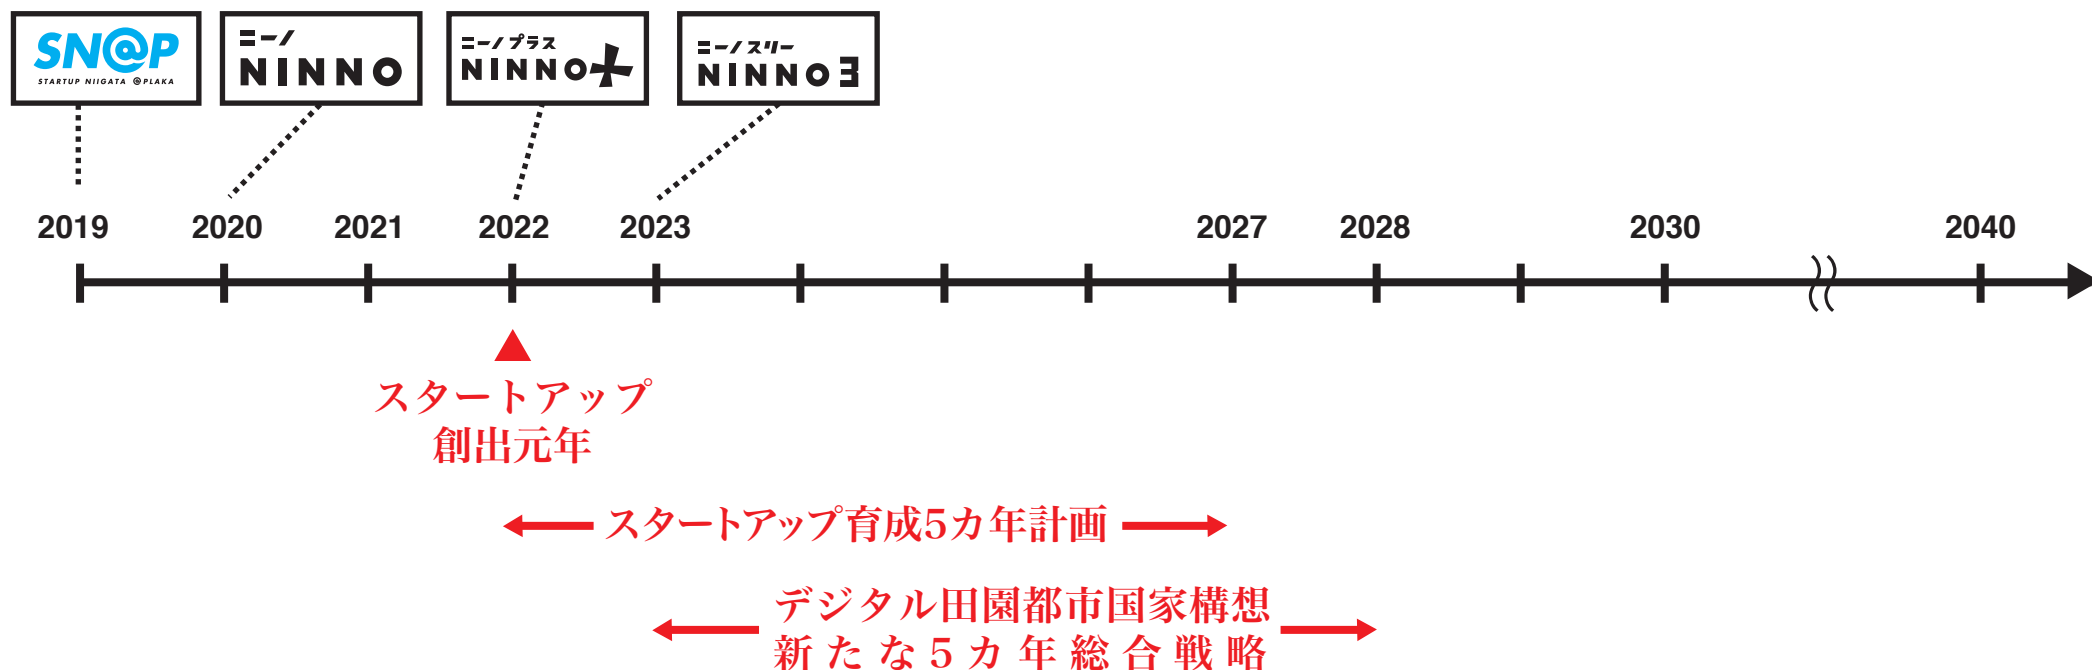 SN@P
STARTUP NIIGATA @PLAKA
ニーノ
NINNO
ニーノプラス
NINNO+
ニーノスリー
NINNO3
2019 2020 2021 2022 2023 2027 2028 2030 2040
スタートアップ
創出元年
スタートアップ育成5カ年計画
デジタル田園都市国家構想
新たな5カ年総合戦略